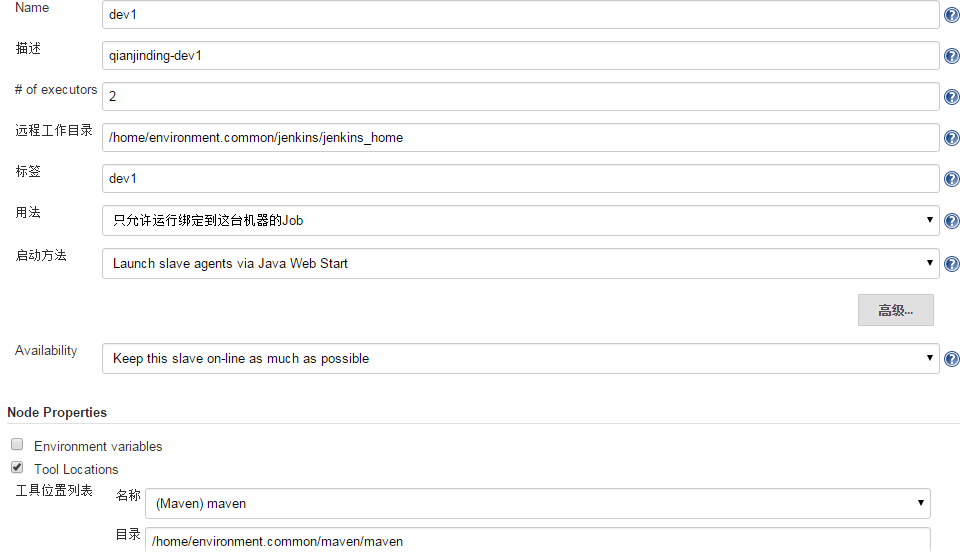 Name dev1
描述 qianjinding-dev1
# of executors 2
远程工作目录 /home/environment.common/jenkins/jenkins_home
标签 dev1
用法 只允许运行绑定到这台机器的Job
启动方法 Launch slave agents via Java Web Start
高级...
Availability Keep this slave on-line as much as possible
Node Properties
Environment variables
Tool Locations
工具位置列表 名称 (Maven) maven
目录 /home/environment.common/maven/maven